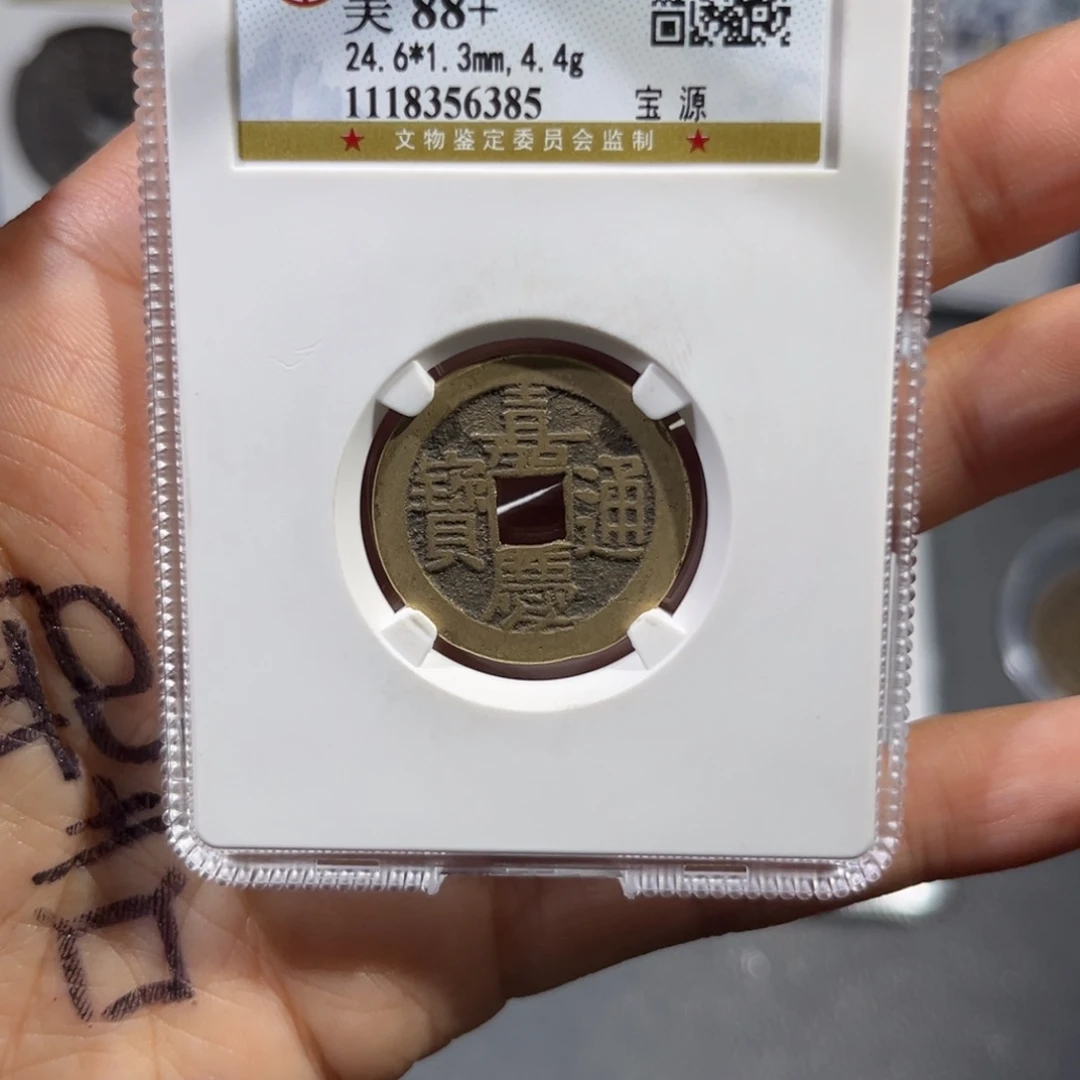 美 88+
24.6*1.3mm,4.4g
1118356385 宝源
★ 文物鉴定委员会监制 ★
嘉慶通寶